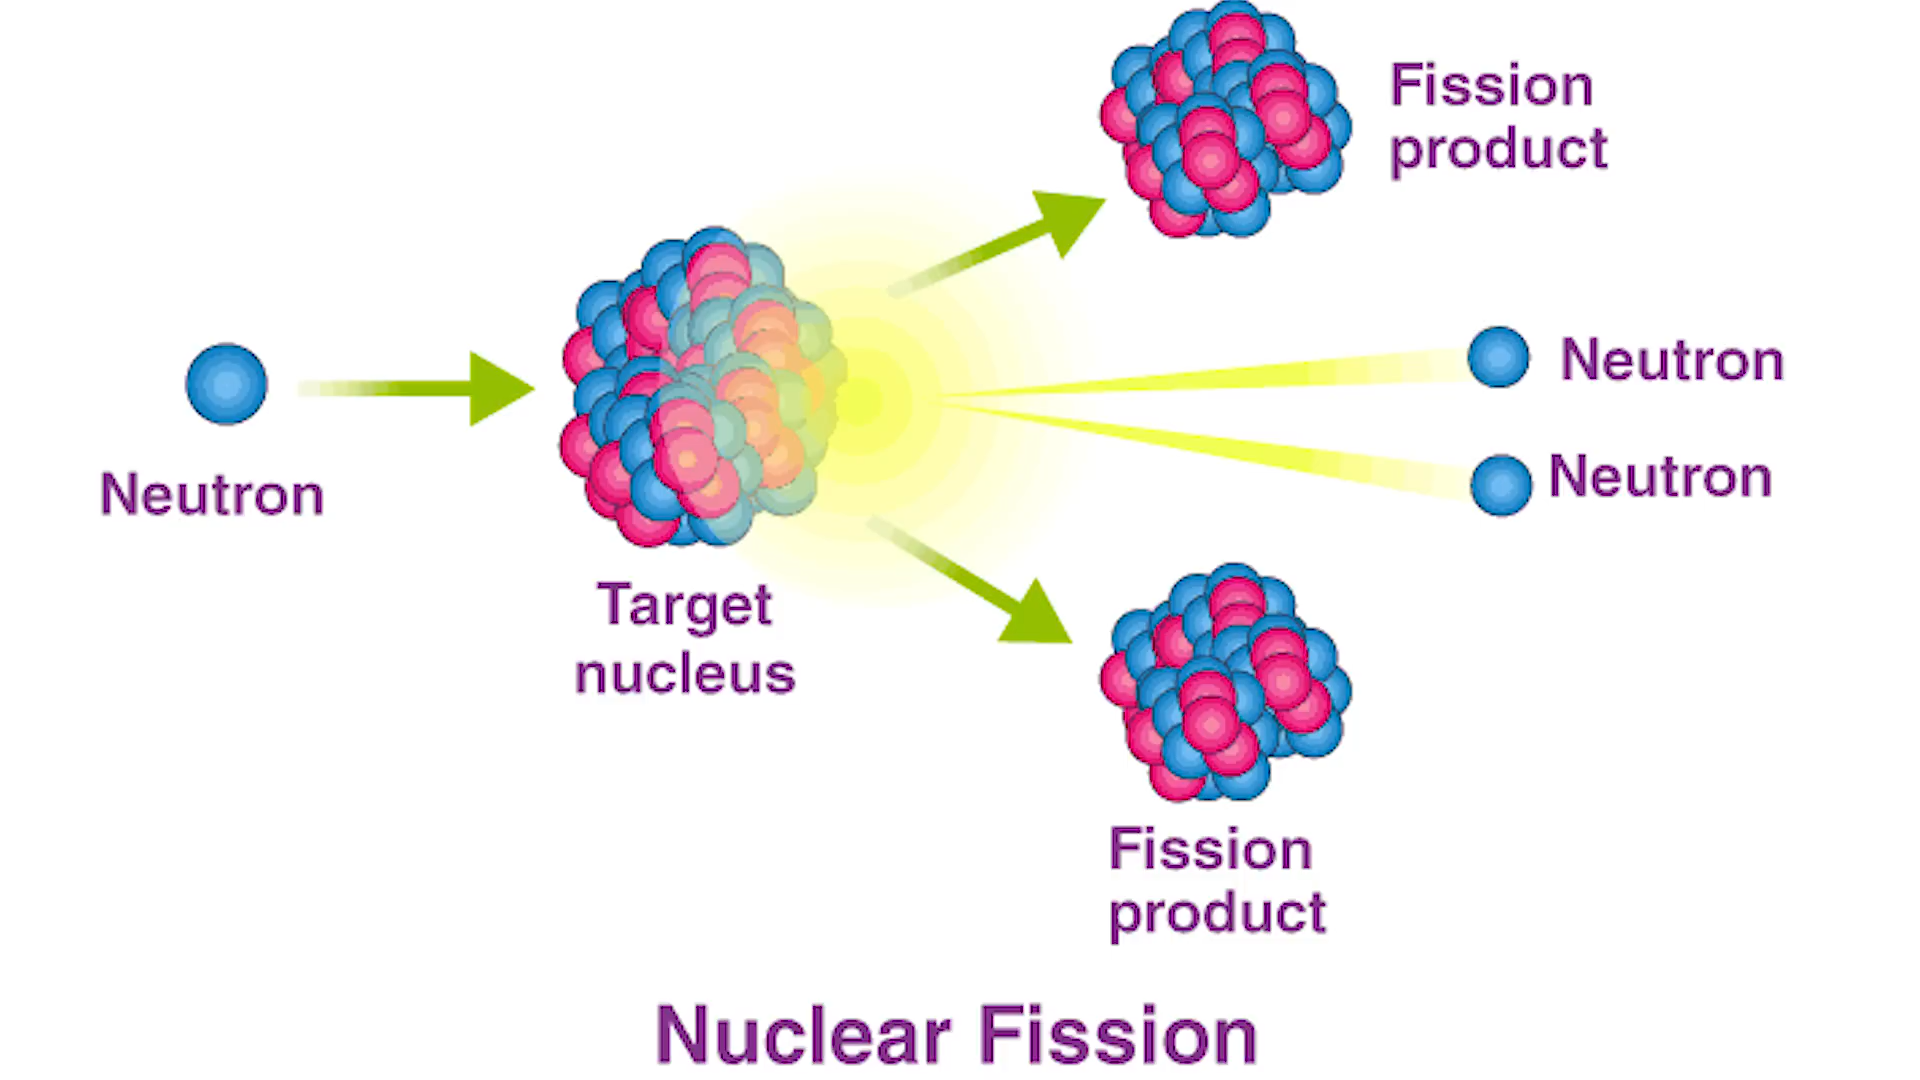 Fission
product
Neutron
Neutron
Neutron
Target
nucleus
Fission
product
Nuclear Fission